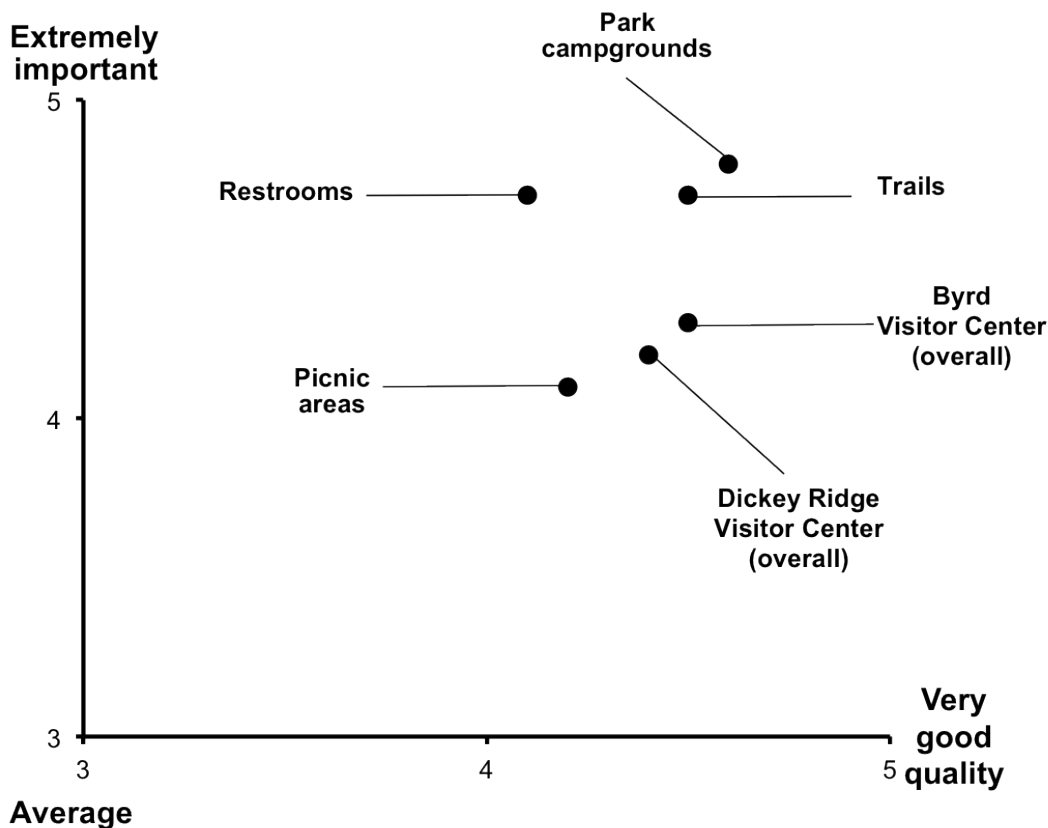 Extremely
important
5
Park
campgrounds
Restrooms
Trails
Byrd
Visitor Center
(overall)
Picnic
areas
4
Dickey Ridge
Visitor Center
(overall)
3
3
4
5
Very
good
quality
Average